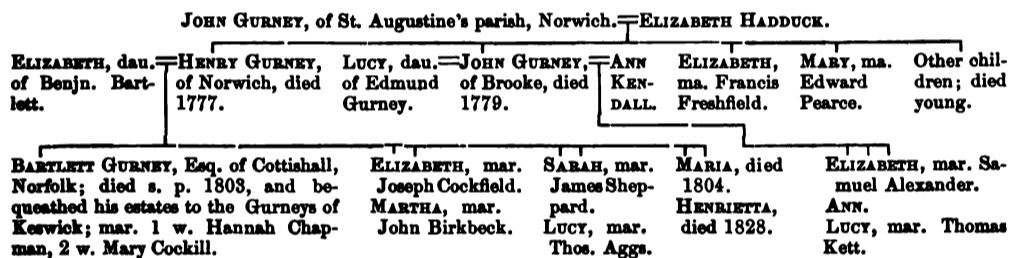 JOHN GURNEY, of St. Augustine's parish, Norwich.=ELIZABETH HADDUCK.
ELIZABETH, dau.=HENRY GURNEY,
of Benjn. Bart-
lett.
of Norwich, died
1777.
LUCY, dau.=JOHN GURNEY,=ANN
of Edmund
Gurney.
of Brooke, died
1779.
KEN-
DALL.
ELIZABETH,
ma. Francis
Freshfield.
MARY, ma.
Edward
Pearce.
Other chil-
dren; died
young.
BARTLETT GURNEY, Esq. of Cottishall,
Norfolk; died s. p. 1803, and be-
queathed his estates to the Gurneys of
Keswick; mar. 1 w. Hannah Chap-
man, 2 w. Mary Cockill.
ELIZABETH, mar.
Joseph Cockfield.
MARTHA, mar.
John Birkbeck.
SARAH, mar.
James Shep-
pard.
LUCY, mar.
Thos. Aggs.
MARIA, died
1804.
HENRIETTA,
died 1828.
ELIZABETH, mar. Sa-
muel Alexander.
ANN.
LUCY, mar. Thomas
Kett.